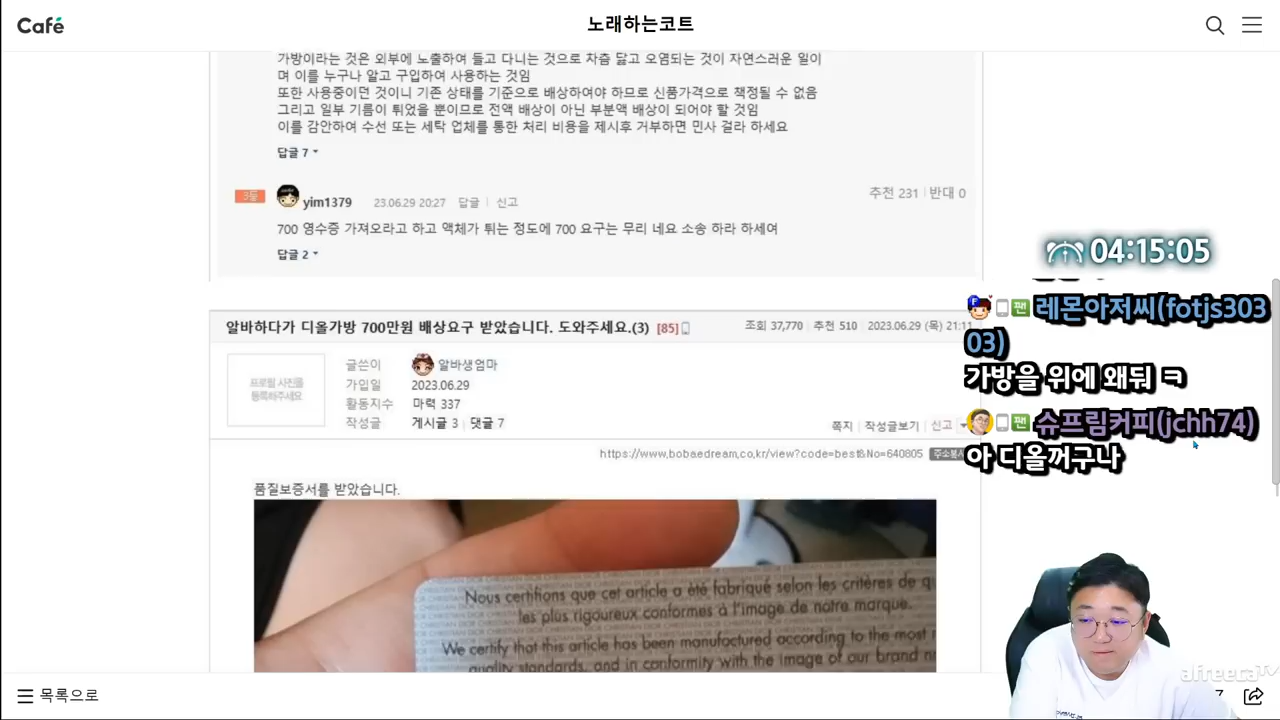 Café
노래하는코트
가방이라는 것은 외부에 노출하여 들고 다니는 것으로 차츰 닳고 오염되는 것이 자연스러운 일이
며 이를 누구나 알고 구입하여 사용하는 것임
또한 사용중이던 것이니 기존 상태를 기준으로 배상하여야 하므로 신품가격으로 책정될 수 없음
그리고 일부 기름이 튀었을 뿐이므로 전액 배상이 아닌 부분액 배상이 되어야 할 것임
이를 감안하여 수선 또는 세탁 업체를 통한 처리 비용을 제시후 거부하면 민사 걸라 하세요
답글 7
3등 yim1379 23.06.29 20:27 답글 | 신고
추천 231 | 반대 0
700 영수증 가져오라고 하고 액체가 튀는 정도에 700 요구는 무리 네요 소송 하라 하세여
답글 2
04:15:05
레몬아저씨(fotjs303
03)
가방을 위에 왜둬 ㅋ
슈프림커피(jchh74)
아 디올꺼구나
알바하다가 디올가방 700만원 배상요구 받았습니다. 도와주세요.(3) [85]
조회 37,770 | 추천 510 | 2023.06.29 (목) 21:11
프로필 사진을
등록해주세요
글쓴이 알바생엄마
가입일 2023.06.29
활동지수 마력 337
작성글 게시글 3 | 댓글 7
쪽지 | 작성글보기 | 신고
https://www.bobaedream.co.kr/view?code=best&No=640805
품질보증서를 받았습니다.
Nous certifions que cet article a été fabriqué selon les critères de qu
les plus rigoureux conformes à l'image de notre marque.
We certify that this article has been manufactured according to the most r
quality standards, and in conformity with the image of our brand n
목록으로
afreecaTV